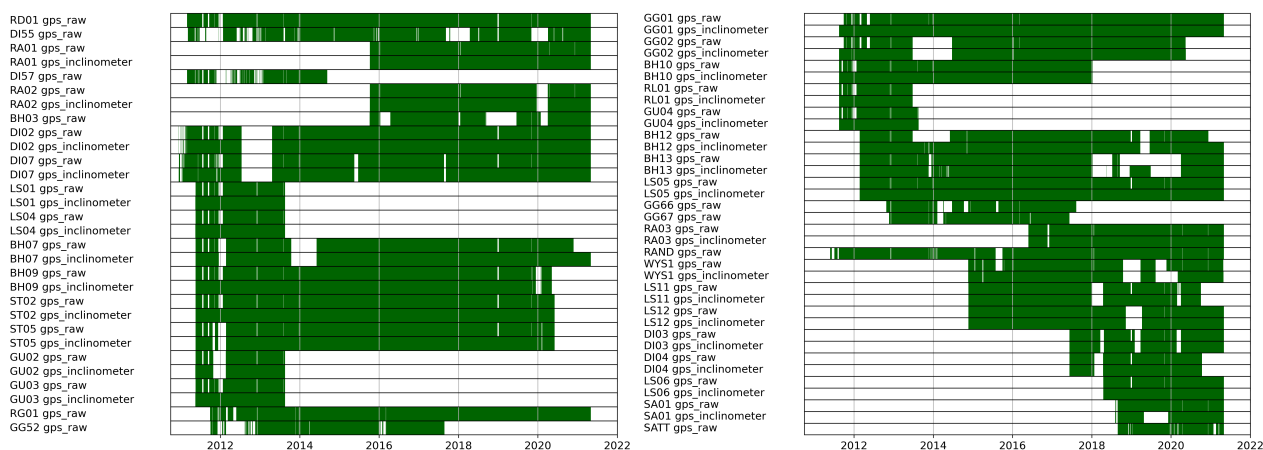 RD01 gps_raw
DI55 gps_raw
RA01 gps_raw
RA01 gps_inclinometer
DI57 gps_raw
RA02 gps_raw
RA02 gps_inclinometer
BH03 gps_raw
DI02 gps_raw
DI02 gps_inclinometer
DI07 gps_raw
DI07 gps_inclinometer
LS01 gps_raw
LS01 gps_inclinometer
LS04 gps_raw
LS04 gps_inclinometer
BH07 gps_raw
BH07 gps_inclinometer
BH09 gps_raw
BH09 gps_inclinometer
ST02 gps_raw
ST02 gps_inclinometer
ST05 gps_raw
ST05 gps_inclinometer
GU02 gps_raw
GU02 gps_inclinometer
GU03 gps_raw
GU03 gps_inclinometer
RG01 gps_raw
GG52 gps_raw
2012 2014 2016 2018 2020 2022
GG01 gps_raw
GG01 gps_inclinometer
GG02 gps_raw
GG02 gps_inclinometer
BH10 gps_raw
BH10 gps_inclinometer
RL01 gps_raw
RL01 gps_inclinometer
GU04 gps_raw
GU04 gps_inclinometer
BH12 gps_raw
BH12 gps_inclinometer
BH13 gps_raw
BH13 gps_inclinometer
LS05 gps_raw
LS05 gps_inclinometer
GG66 gps_raw
GG67 gps_raw
RA03 gps_raw
RA03 gps_inclinometer
RAND gps_raw
WYS1 gps_raw
WYS1 gps_inclinometer
LS11 gps_raw
LS11 gps_inclinometer
LS12 gps_raw
LS12 gps_inclinometer
DI03 gps_raw
DI03 gps_inclinometer
DI04 gps_raw
DI04 gps_inclinometer
LS06 gps_raw
LS06 gps_inclinometer
SA01 gps_raw
SA01 gps_inclinometer
SATT gps_raw
2012 2014 2016 2018 2020 2022